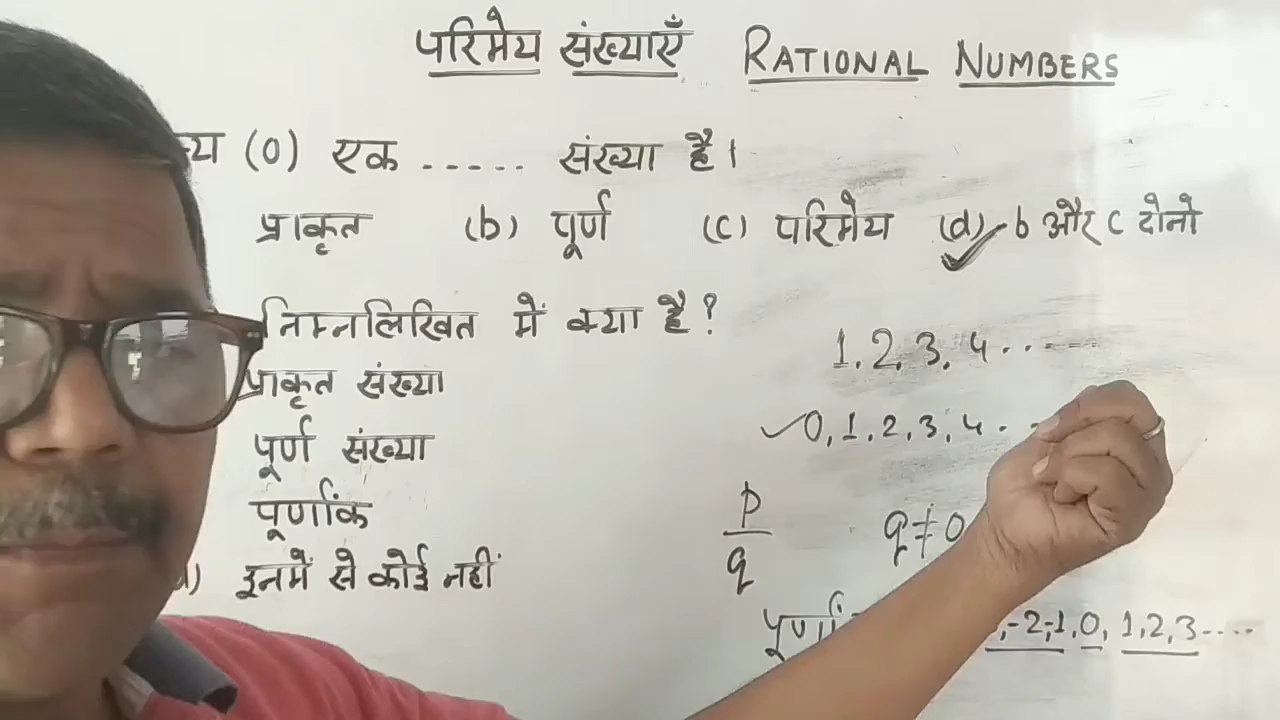 परिमेय संख्याएँ RATIONAL NUMBERS
(0) एक ..... संख्या है।
प्राकृत (b) पूर्ण (c) परिमेय (d) b और c दोनो
निम्नलिखित में क्या है?
1, 2, 3, 4 ......
प्राकृत संख्या
0, 1, 2, 3, 4 ..
पूर्ण संख्या
पूर्णांक
p/q q≠0
इनमें से कोई नहीं
-2, -1, 0, 1, 2, 3 ....